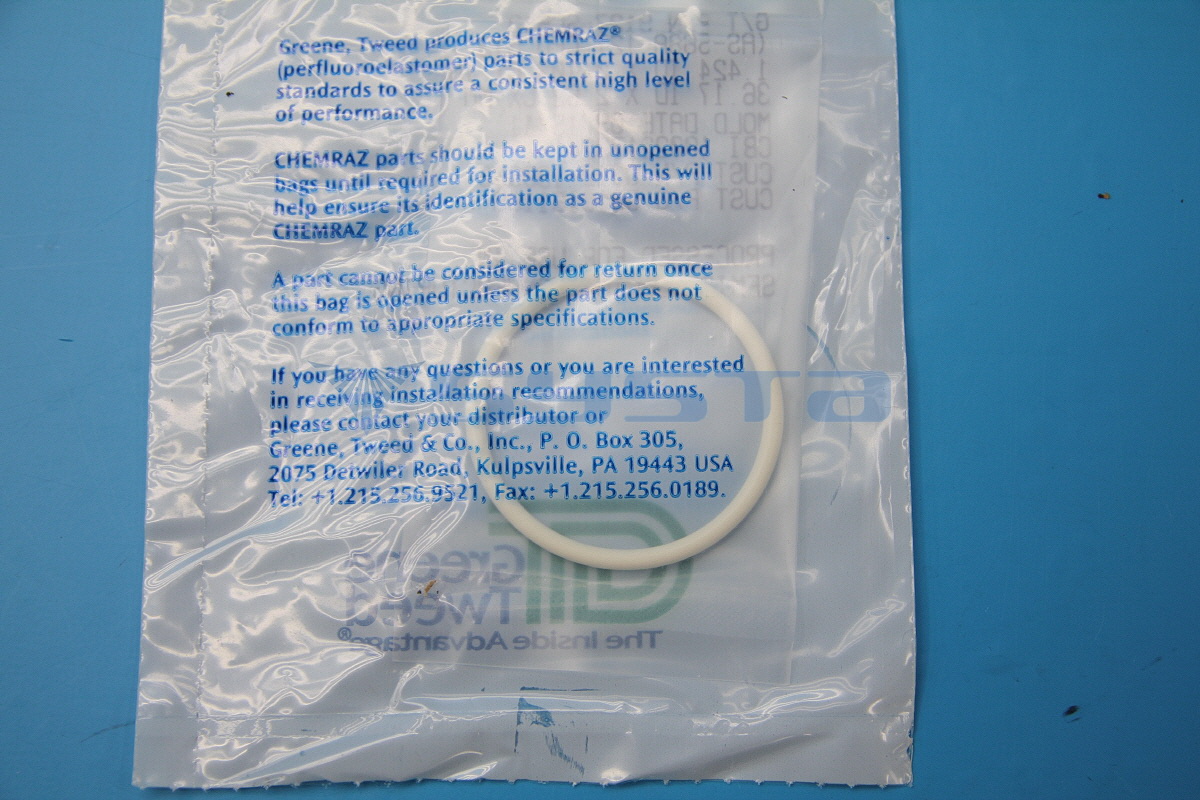 Greene, Tweed produces CHEMRAZ®
(perfluoroelastomer) parts to strict quality
standards to assure a consistent high level
of performance.
CHEMRAZ parts should be kept in unopened
bags until required for installation. This will
help ensure its identification as a genuine
CHEMRAZ part.
A part cannot be considered for return once
this bag is opened unless the part does not
conform to appropriate specifications.
If you have any questions or you are interested
in receiving installation recommendations,
please contact your distributor or
Greene, Tweed & Co., Inc., P. O. Box 305,
2075 Detwiler Road, Kulpsville, PA 19443 USA
Tel: +1.215.256.9521, Fax: +1.215.256.0189.
Greene
Tweed
The Inside Advantage®
MOLD DATE
CUST
CUST